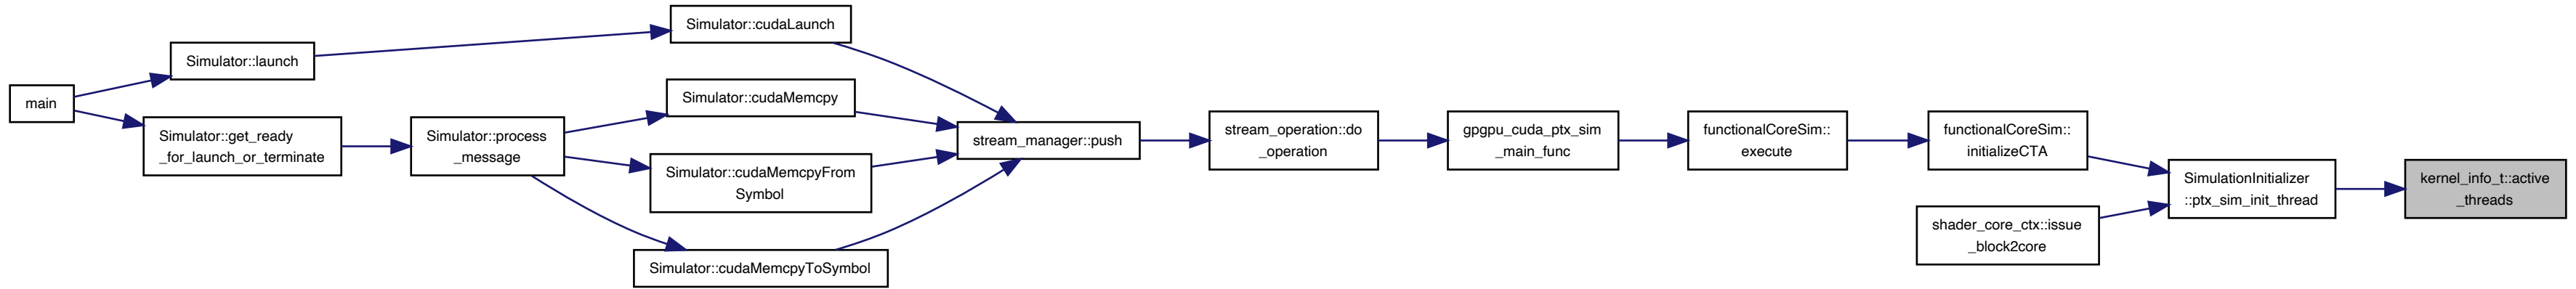 main
Simulator::launch
Simulator::get_ready
_for_launch_or_terminate
Simulator::process
_message
Simulator::cudaLaunch
Simulator::cudaMemcpy
Simulator::cudaMemcpyFrom
Symbol
Simulator::cudaMemcpyToSymbol
stream_manager::push
stream_operation::do
_operation
gpgpu_cuda_ptx_sim
_main_func
functionalCoreSim::
execute
functionalCoreSim::
initializeCTA
shader_core_ctx::issue
_block2core
SimulationInitializer
::ptx_sim_init_thread
kernel_info_t::active
_threads